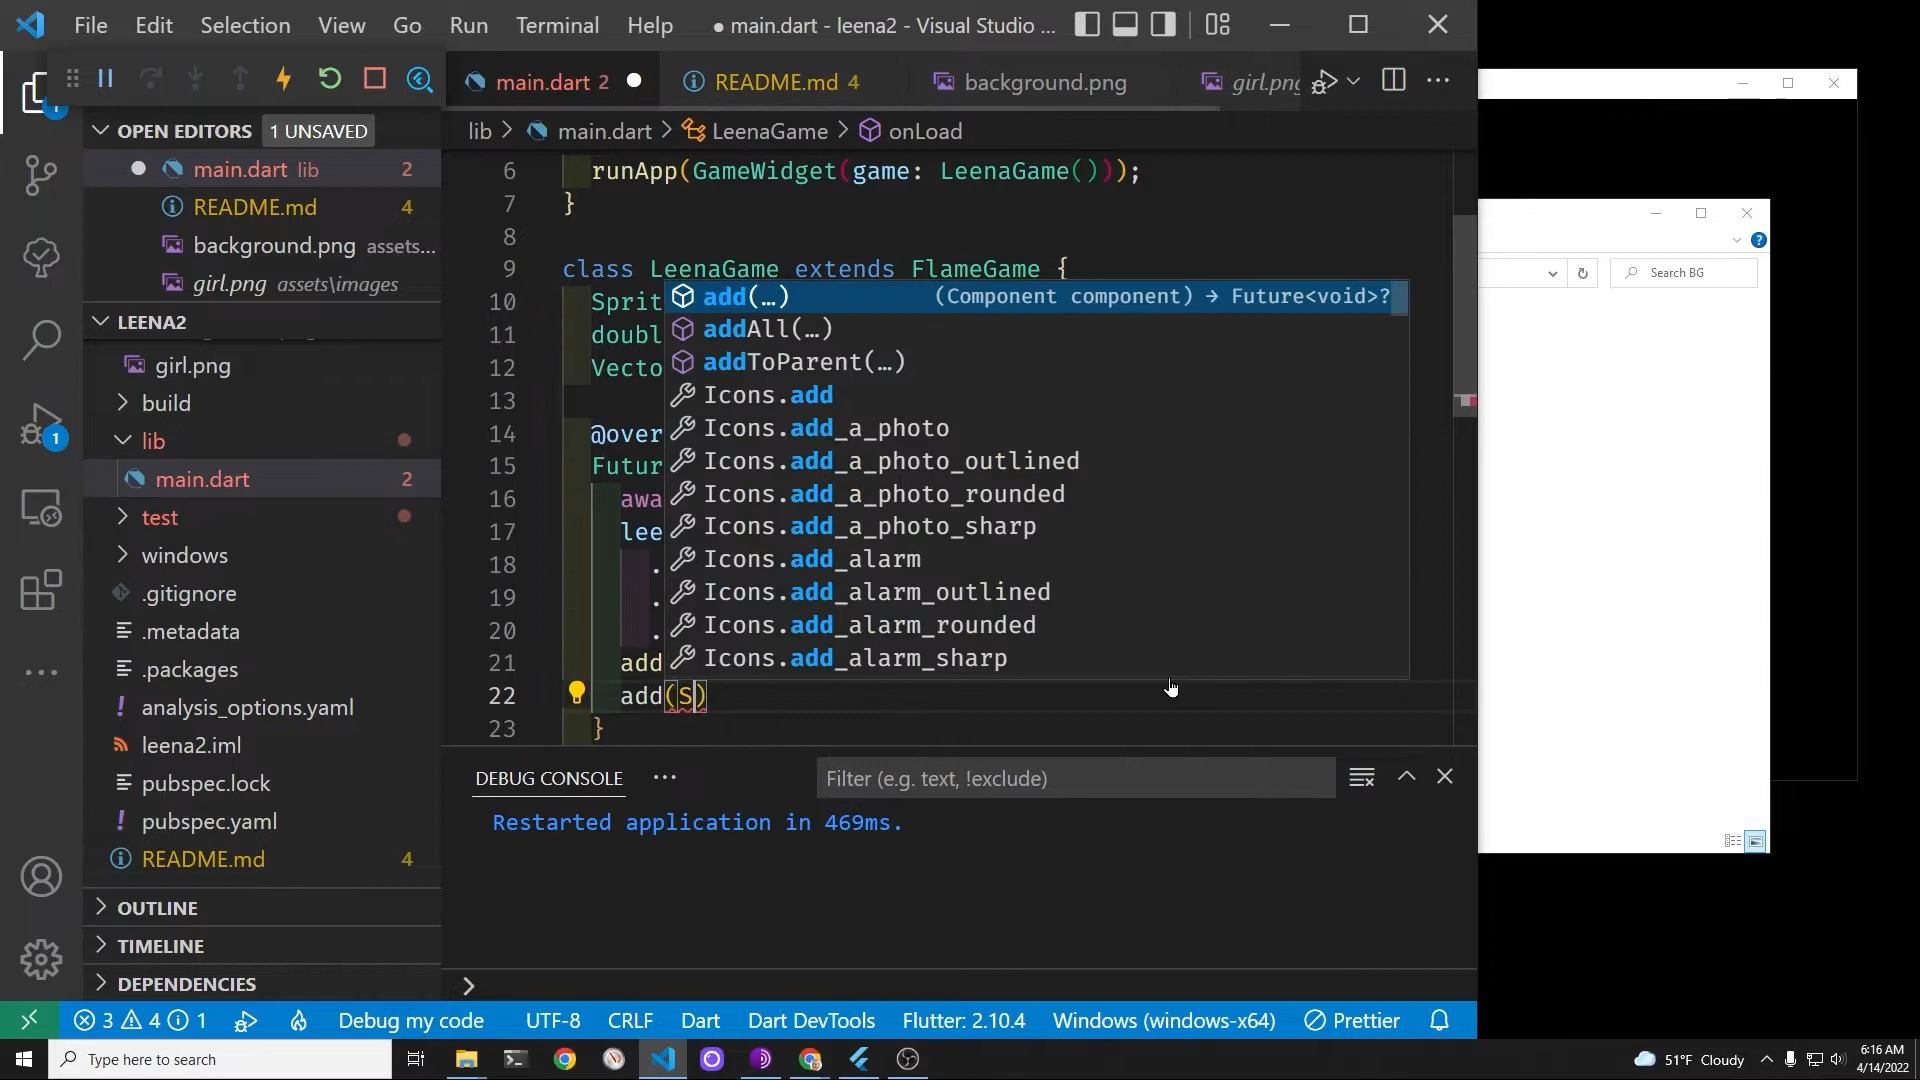 File Edit Selection View Go Run Terminal Help
● main.dart - leena2 - Visual Studio ...
main.dart 2
README.md 4
background.png
girl.png
OPEN EDITORS
1 UNSAVED
main.dart lib 2
README.md 4
background.png assets...
girl.png assets\images
LEENA2
girl.png
build
lib
main.dart 2
test
windows
.gitignore
.metadata
.packages
analysis_options.yaml
leena2.iml
pubspec.lock
pubspec.yaml
README.md 4
OUTLINE
TIMELINE
DEPENDENCIES
1
1
lib > main.dart > LeenaGame > onLoad
6 runApp(GameWidget(game: LeenaGame()));
7 }
8
9 class LeenaGame extends FlameGame {
10 Sprit
11 doubl
12 Vecto
13
14 @over
15 Futur
16 awa
17 lee
18 .
19 .
20 .
21 add
22 add(S)
23 }
add(…) (Component component) → Future<void>?
addAll(…)
addToParent(…)
Icons.add
Icons.add_a_photo
Icons.add_a_photo_outlined
Icons.add_a_photo_rounded
Icons.add_a_photo_sharp
Icons.add_alarm
Icons.add_alarm_outlined
Icons.add_alarm_rounded
Icons.add_alarm_sharp
DEBUG CONSOLE
Filter (e.g. text, !exclude)
Restarted application in 469ms.
Search BG
3 4 1 Debug my code UTF-8 CRLF Dart Dart DevTools Flutter: 2.10.4 Windows (windows-x64) Prettier
Type here to search
51°F Cloudy
6:16 AM
4/14/2022